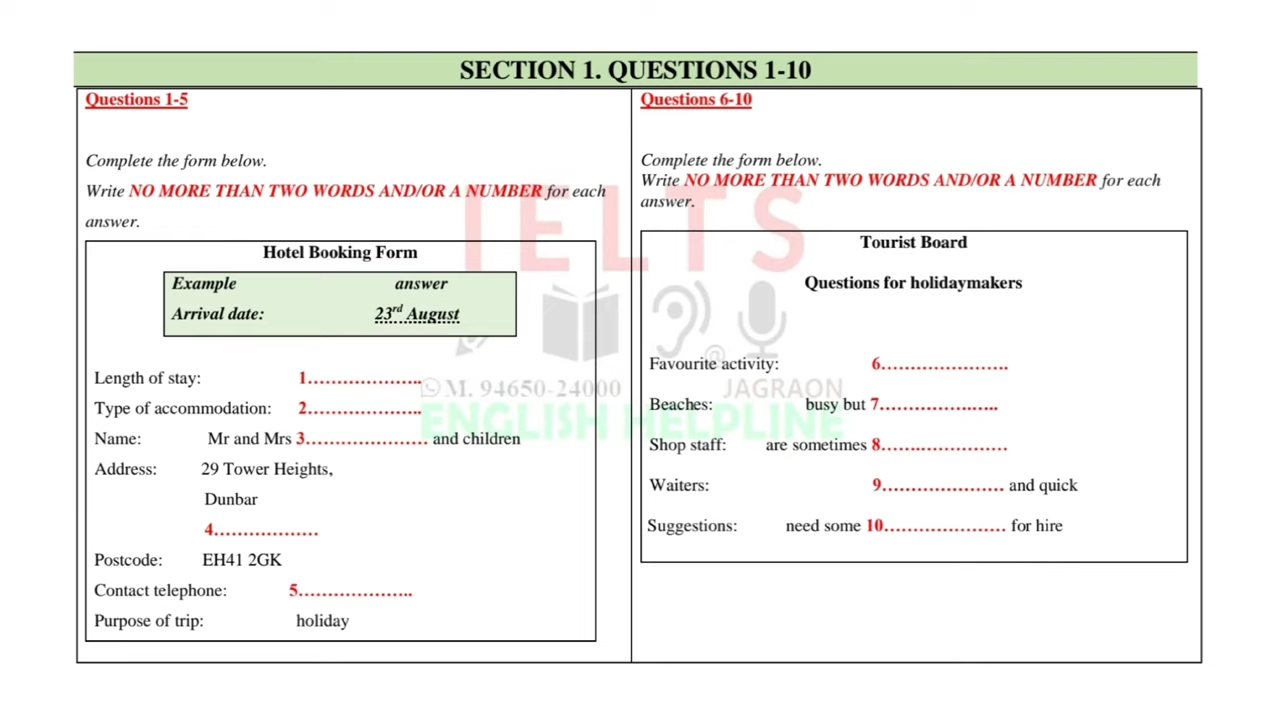 SECTION 1. QUESTIONS 1-10
Questions 1-5
Complete the form below.
Write NO MORE THAN TWO WORDS AND/OR A NUMBER for each
answer.
Hotel Booking Form
Example answer
Arrival date: 23rd August
Length of stay: 1………………..
Type of accommodation: 2………………..
Name: Mr and Mrs 3………………… and children
Address: 29 Tower Heights,
Dunbar
4………………
Postcode: EH41 2GK
Contact telephone: 5………………..
Purpose of trip: holiday
Questions 6-10
Complete the form below.
Write NO MORE THAN TWO WORDS AND/OR A NUMBER for each
answer.
Tourist Board
Questions for holidaymakers
Favourite activity: 6………………….
Beaches: busy but 7…………….…..
Shop staff: are sometimes 8…….……………
Waiters: 9………………… and quick
Suggestions: need some 10………………… for hire
IELTS
@
M. 94650-24000 JAGRAON
ENGLISH HELPLINE